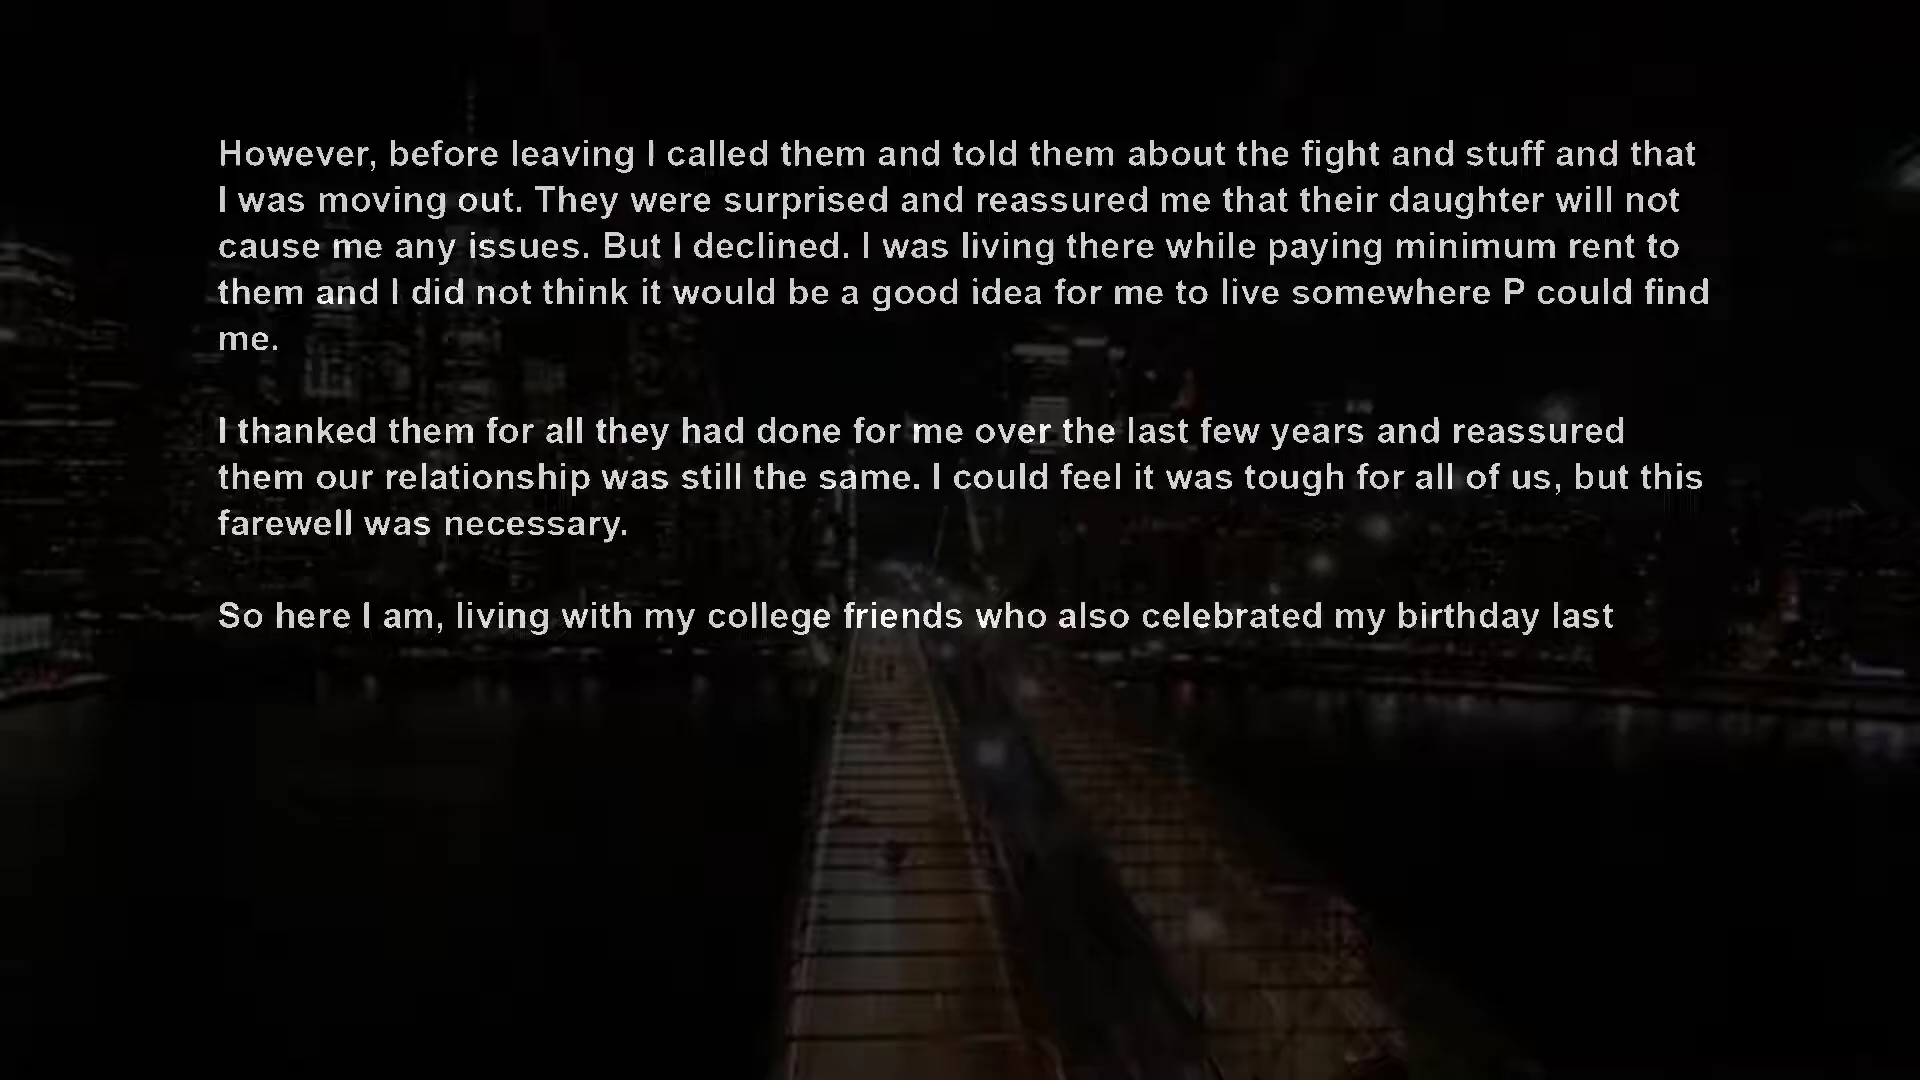 However, before leaving I called them and told them about the fight and stuff and that
I was moving out. They were surprised and reassured me that their daughter will not
cause me any issues. But I declined. I was living there while paying minimum rent to
them and I did not think it would be a good idea for me to live somewhere P could find
me.
I thanked them for all they had done for me over the last few years and reassured
them our relationship was still the same. I could feel it was tough for all of us, but this
farewell was necessary.
So here I am, living with my college friends who also celebrated my birthday last